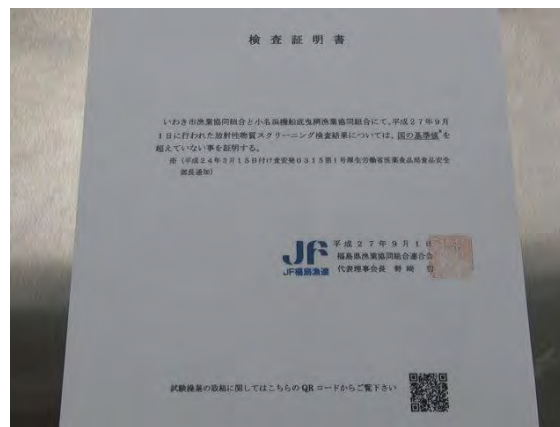 検査証明書
いわき市漁業協同組合と小名浜機船底曳網漁業協同組合にて、平成27年9月
1日に行われた放射性物質スクリーニング検査結果については、国の基準値*を
超えていない事を証明する。
※（平成24年3月15日付け食安発0315第1号厚生労働省医薬食品局食品安全
部長通知）
平成27年9月1日
JF
福島県漁業協同組合連合会
JF福島漁連
代表理事会長 野﨑 哲
試験操業の取組に関してはこちらのQRコードからご覧下さい